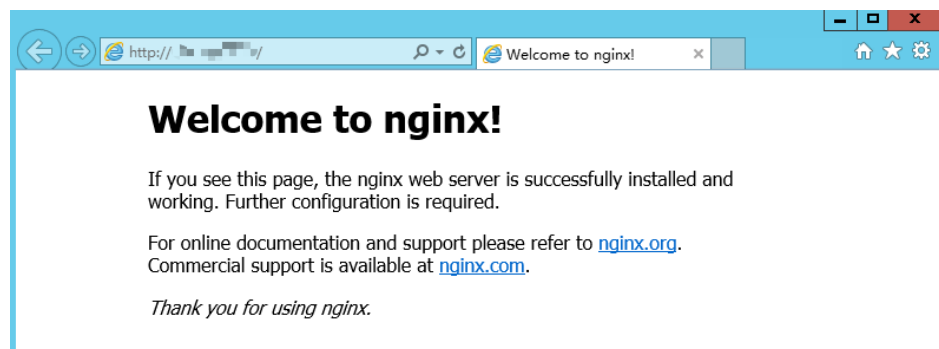 http://
Welcome to nginx!
Welcome to nginx!
If you see this page, the nginx web server is successfully installed and
working. Further configuration is required.
For online documentation and support please refer to nginx.org.
Commercial support is available at nginx.com.
Thank you for using nginx.